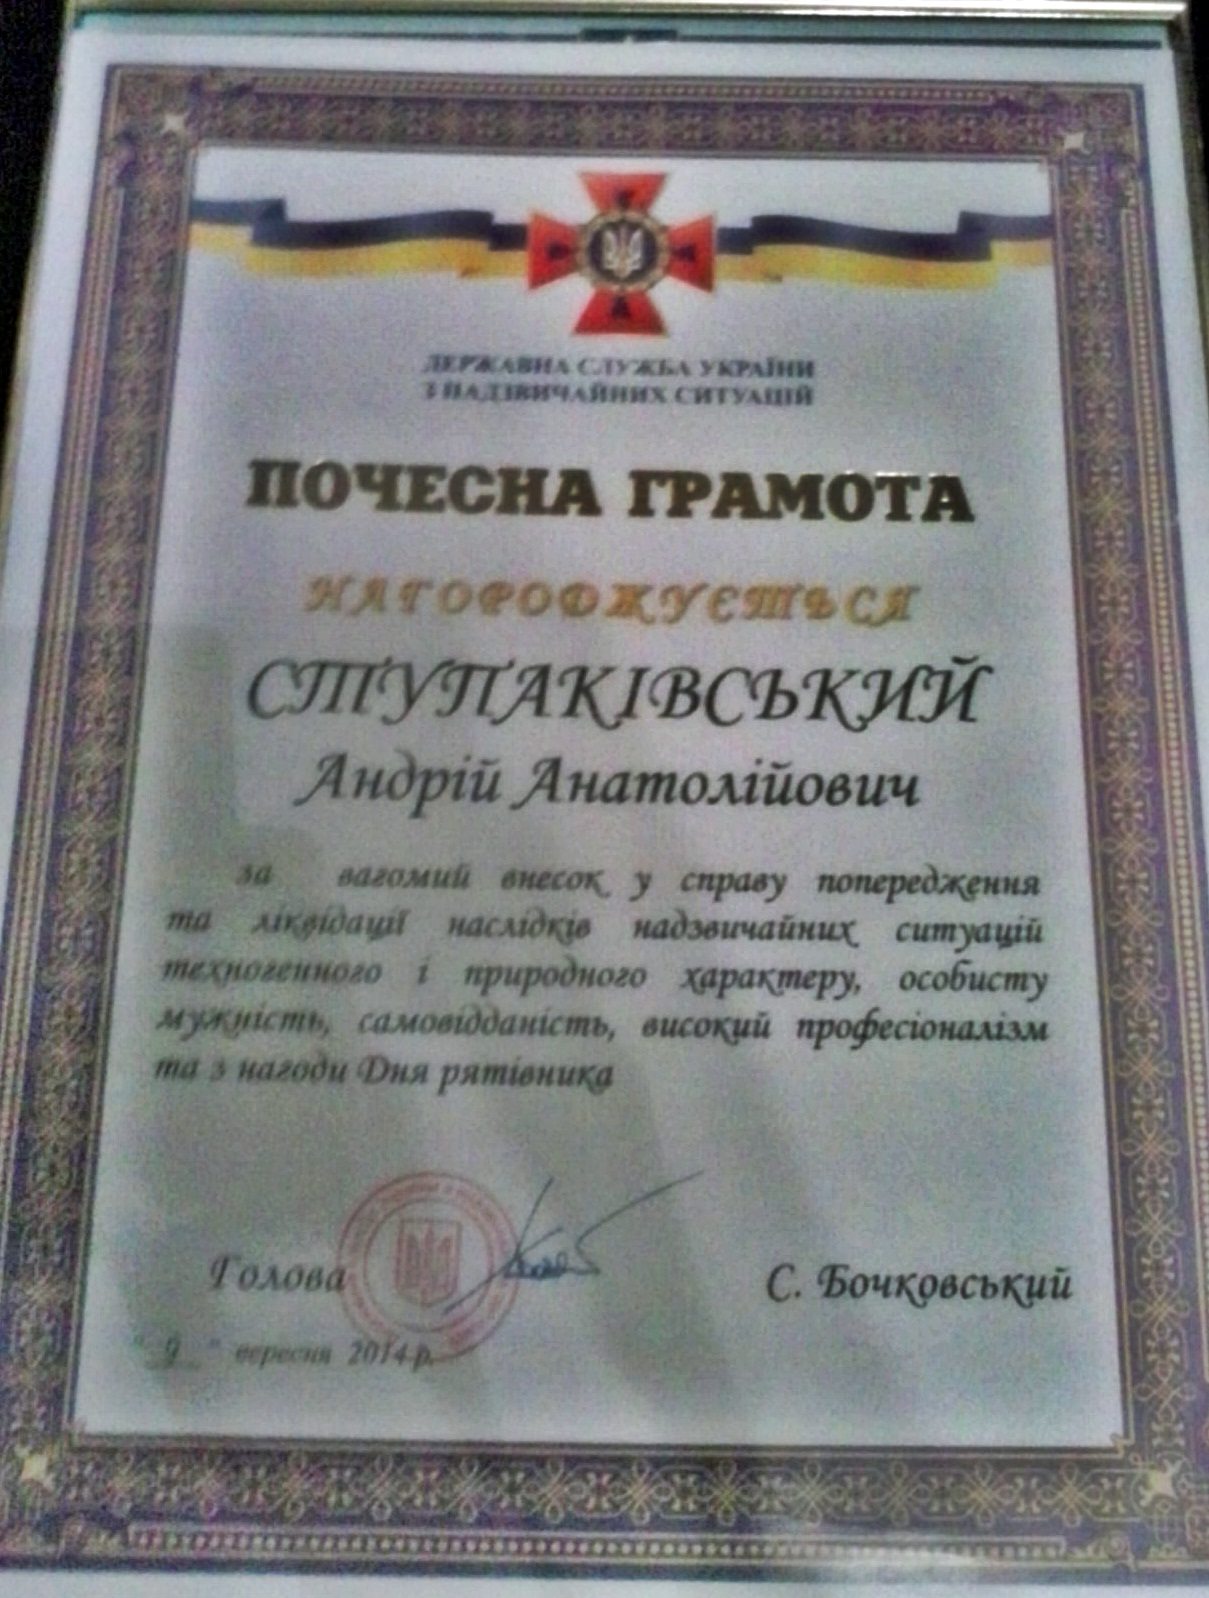 ДЕРЖАВНА СЛУЖБА УКРАЇНИ
З НАДЗВИЧАЙНИХ СИТУАЦІЙ
ПОЧЕСНА ГРАМОТА
НАГОРОДЖУЄТЬСЯ
СТУПАКІВСЬКИЙ
Андрій Анатолійович
за вагомий внесок у справу попередження
та ліквідації наслідків надзвичайних ситуацій
техногенного і природного характеру, особисту
мужність, самовідданість, високий професіоналізм
та з нагоди Дня рятівника
Голова С. Бочковський
" 9 " вересня 2014 р.